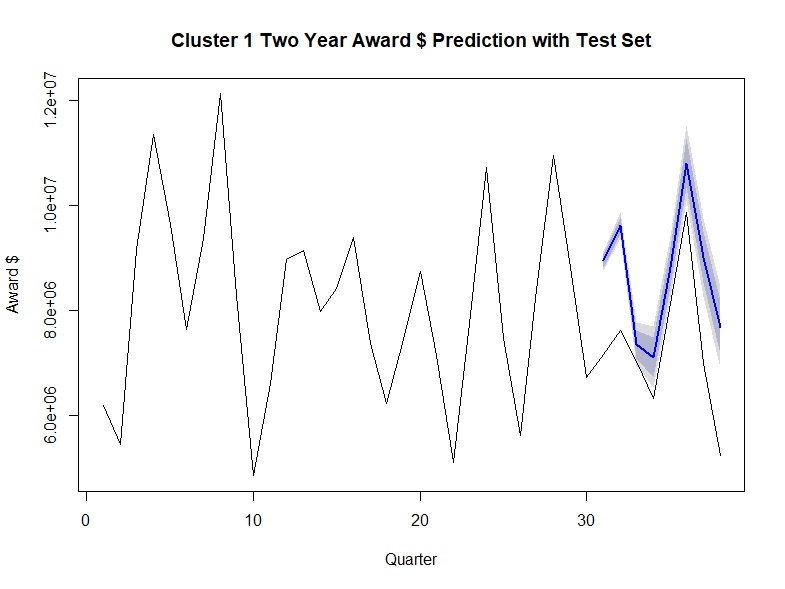 Cluster 1 Two Year Award $ Prediction with Test Set
Award $
1.2e+07
1.0e+07
8.0e+06
6.0e+06
0 10 20 30
Quarter